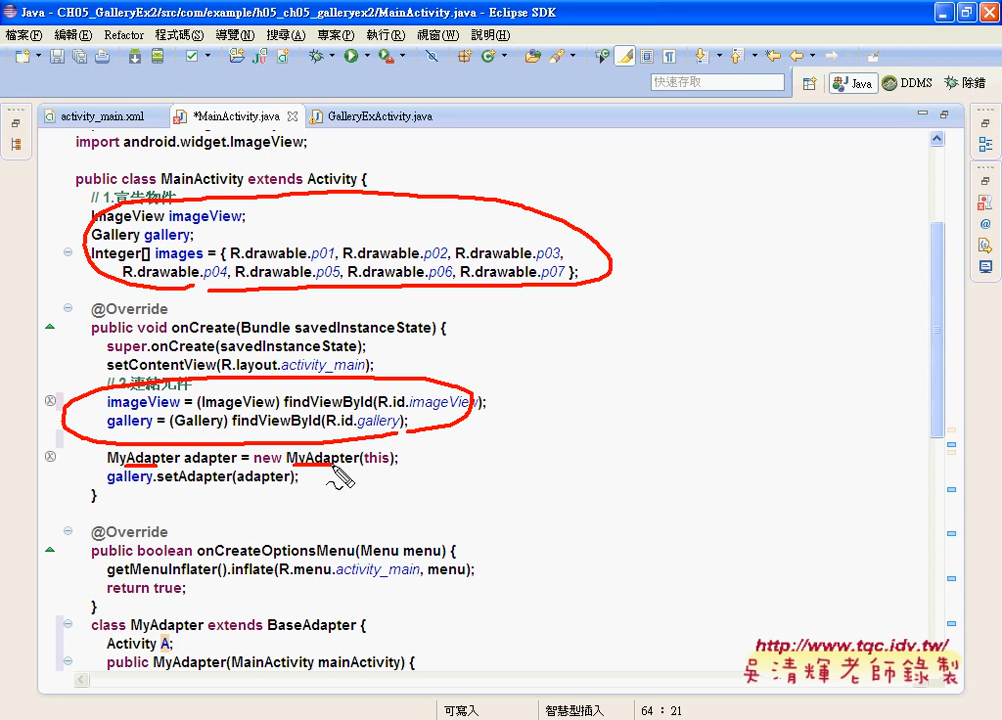 Java - CH05_GalleryEx2/src/com/example/h05_ch05_galleryex2/MainActivity.java - Eclipse SDK
檔案(F) 編輯(E) Refactor 程式碼(S) 導覽(N) 搜尋(A) 專案(P) 執行(R) 視窗(W) 說明(H)
快速存取 Java DDMS 除錯
activity_main.xml *MainActivity.java GalleryExActivity.java
import android.widget.ImageView;
public class MainActivity extends Activity {
// 1.宣告物件
ImageView imageView;
Gallery gallery;
Integer[] images = { R.drawable.p01, R.drawable.p02, R.drawable.p03,
R.drawable.p04, R.drawable.p05, R.drawable.p06, R.drawable.p07 };
@Override
public void onCreate(Bundle savedInstanceState) {
super.onCreate(savedInstanceState);
setContentView(R.layout.activity_main);
// 2.連結元件
imageView = (ImageView) findViewById(R.id.imageView);
gallery = (Gallery) findViewById(R.id.gallery);
MyAdapter adapter = new MyAdapter(this);
gallery.setAdapter(adapter);
}
@Override
public boolean onCreateOptionsMenu(Menu menu) {
getMenuInflater().inflate(R.menu.activity_main, menu);
return true;
}
class MyAdapter extends BaseAdapter {
Activity A;
public MyAdapter(MainActivity mainActivity) {
http://www.tqc.idv.tw/
吳清輝老師錄製
可寫入 智慧型插入 64 : 21